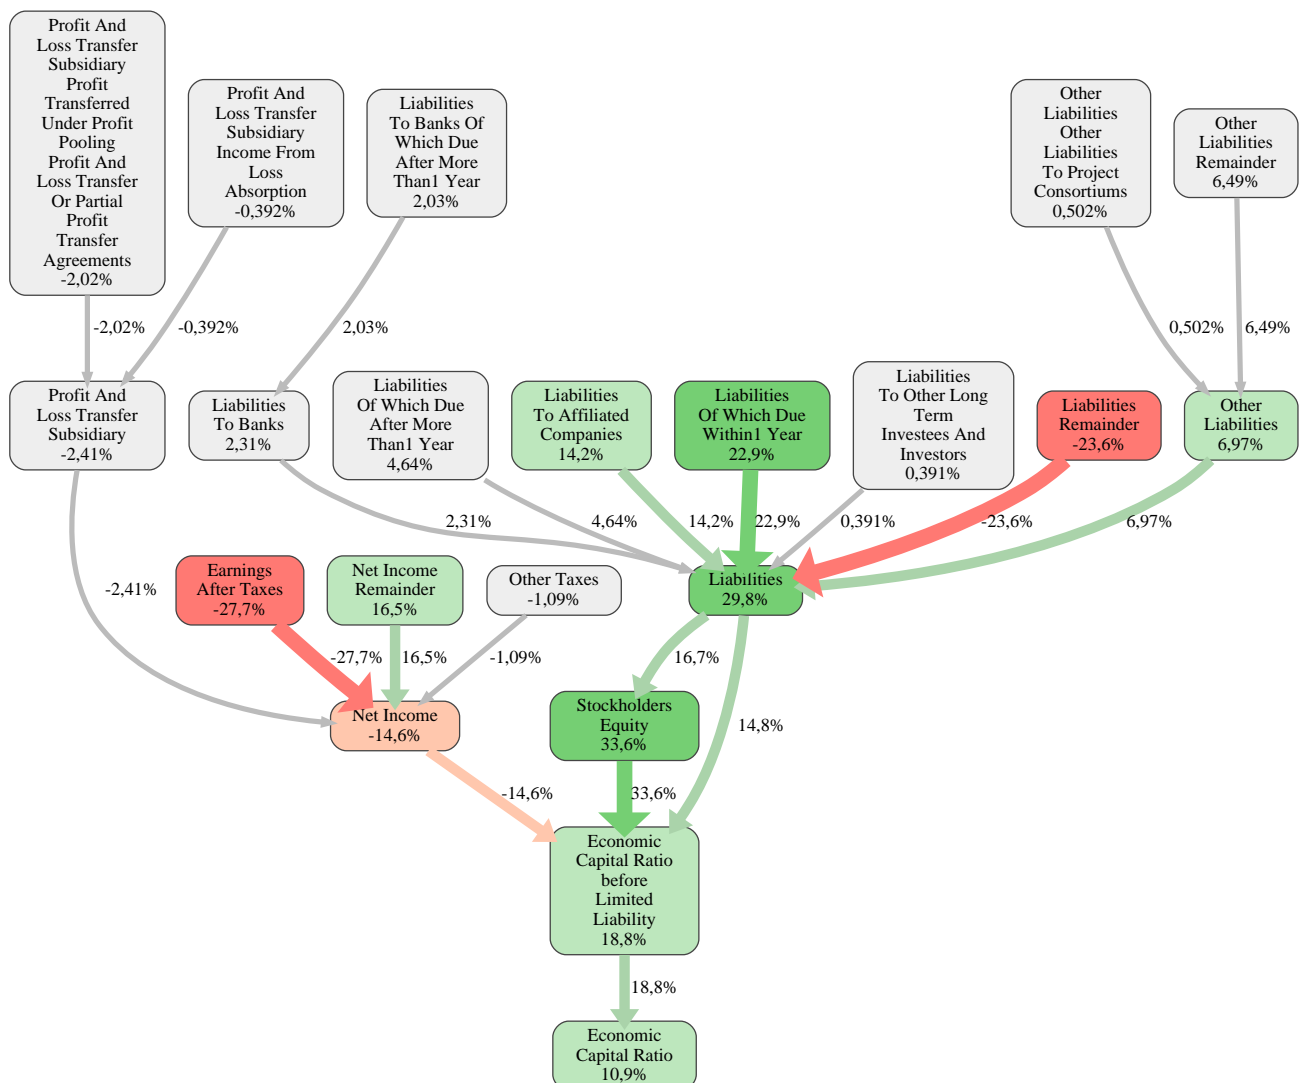 Profit And
Loss Transfer
Subsidiary
Profit
Transferred
Under Profit
Pooling
Profit And
Loss Transfer
Or Partial
Profit
Transfer
Agreements
-2,02%
Profit And
Loss Transfer
Subsidiary
Income From
Loss
Absorption
-0,392%
Liabilities
To Banks Of
Which Due
After More
Than1 Year
2,03%
Other
Liabilities
Other
Liabilities
To Project
Consortiums
0,502%
Other
Liabilities
Remainder
6,49%
-2,02%
-0,392%
2,03%
0,502%
6,49%
Profit And
Loss Transfer
Subsidiary
-2,41%
Liabilities
To Banks
2,31%
Liabilities
Of Which Due
After More
Than1 Year
4,64%
Liabilities
To Affiliated
Companies
14,2%
Liabilities
Of Which Due
Within1 Year
22,9%
Liabilities
To Other Long
Term
Investees And
Investors
0,391%
Liabilities
Remainder
-23,6%
Other
Liabilities
6,97%
2,31%
4,64%
14,2%
22,9%
0,391%
-23,6%
6,97%
-2,41%
Earnings
After Taxes
-27,7%
Net Income
Remainder
16,5%
Other Taxes
-1,09%
Liabilities
29,8%
-27,7%
16,5%
-1,09%
16,7%
14,8%
Net Income
-14,6%
Stockholders
Equity
33,6%
-14,6%
33,6%
Economic
Capital Ratio
before
Limited
Liability
18,8%
18,8%
Economic
Capital Ratio
10,9%